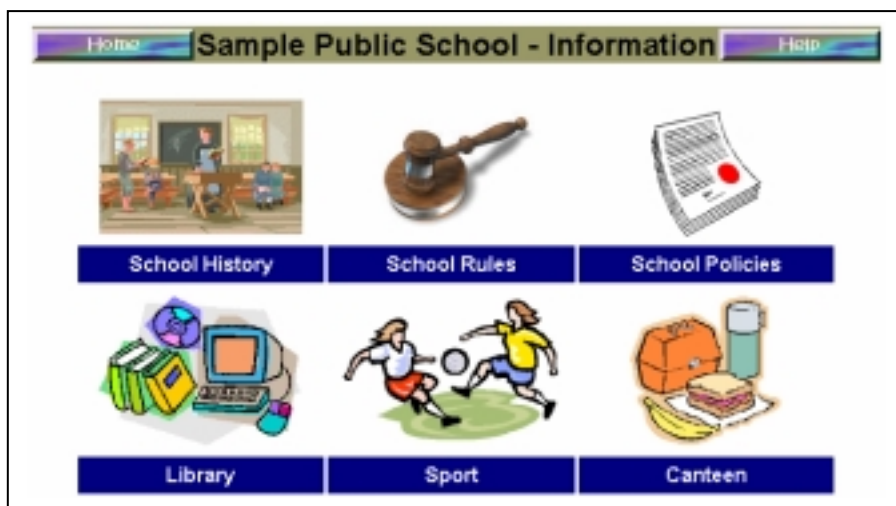 Home Sample Public School - Information Help
School History School Rules School Policies
Library Sport Canteen